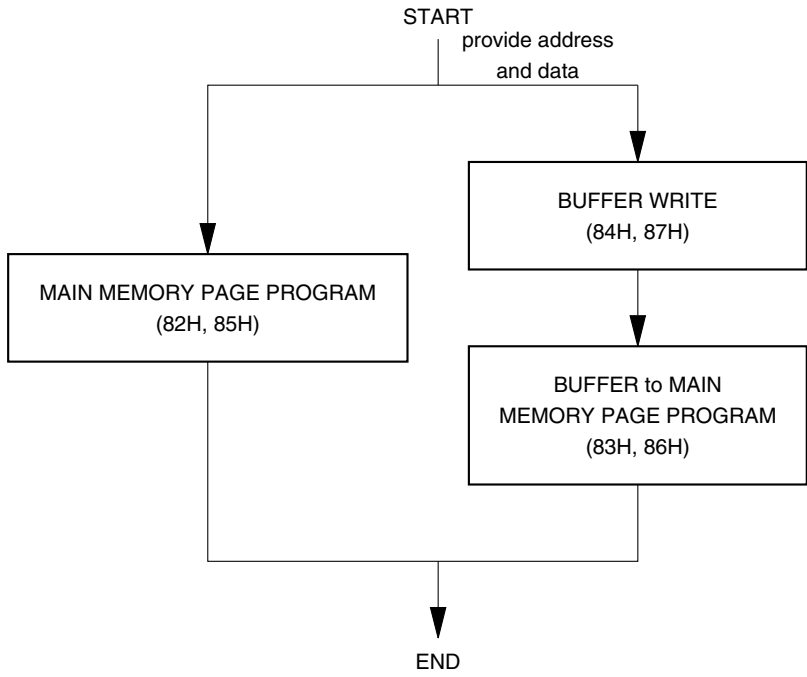 START
provide address
and data
BUFFER WRITE
(84H, 87H)
MAIN MEMORY PAGE PROGRAM
(82H, 85H)
BUFFER to MAIN
MEMORY PAGE PROGRAM
(83H, 86H)
END